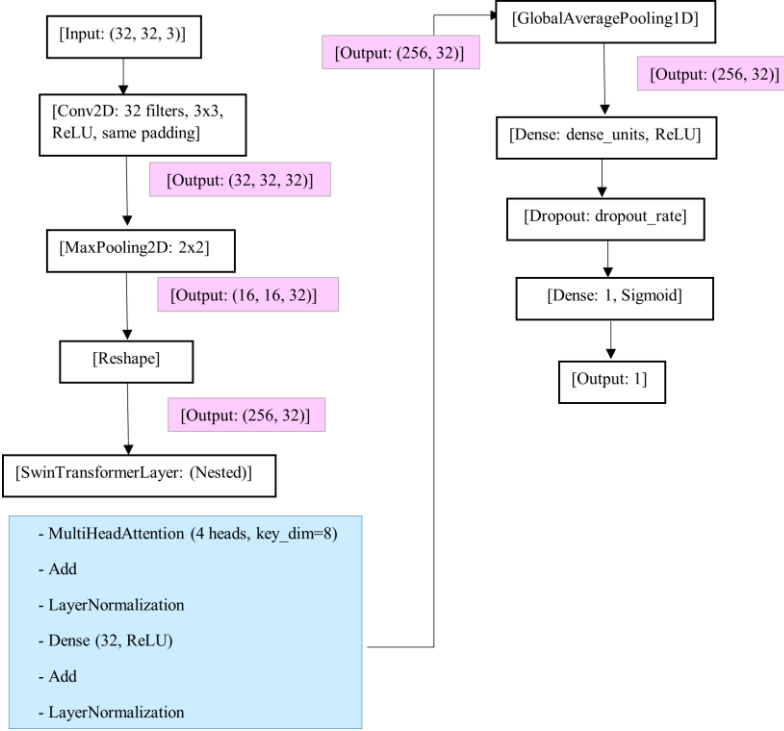 [Input: (32, 32, 3)]
[Conv2D: 32 filters, 3x3,
ReLU, same padding]
[Output: (32, 32, 32)]
[MaxPooling2D: 2x2]
[Output: (16, 16, 32)]
[Reshape]
[Output: (256, 32)]
[SwinTransformerLayer: (Nested)]
- MultiHeadAttention (4 heads, key_dim=8)
- Add
- LayerNormalization
- Dense (32, ReLU)
- Add
- LayerNormalization
[Output: (256, 32)]
[GlobalAveragePooling1D]
[Output: (256, 32)]
[Dense: dense_units, ReLU]
[Dropout: dropout_rate]
[Dense: 1, Sigmoid]
[Output: 1]